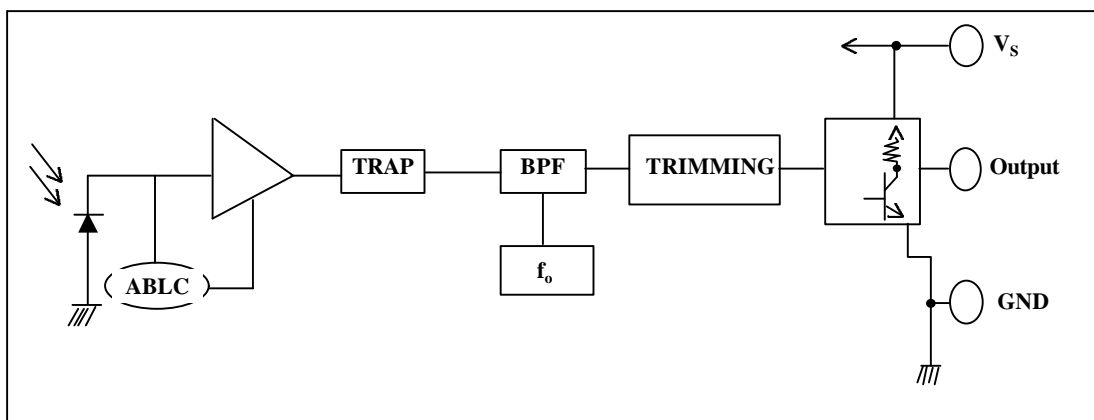 V_S
TRAP
BPF
TRIMMING
Output
ABLC
f_o
GND